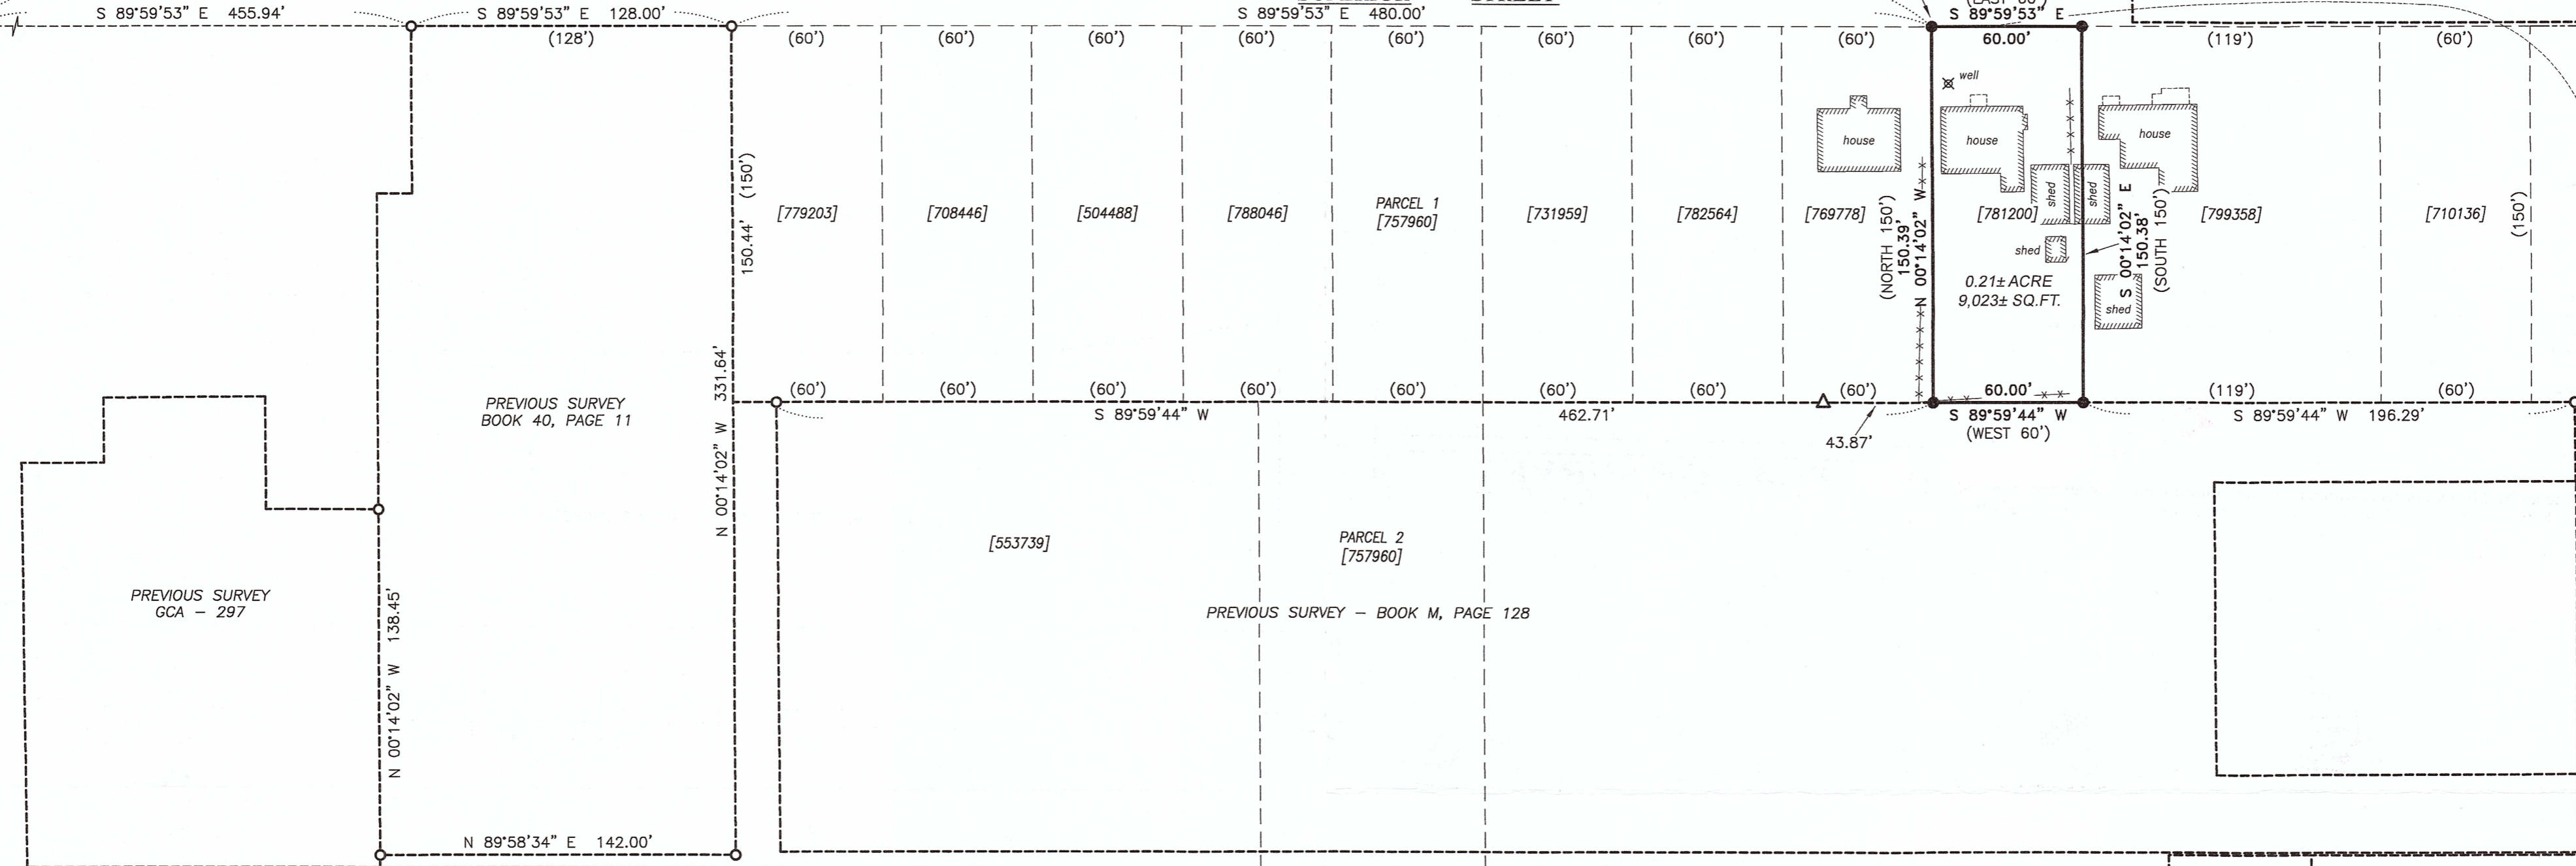 S 89°59'53" E 455.94'
S 89°59'53" E 128.00'
(128')
STREET
S 89°59'53" E 480.00'
(EAST 60')
S 89°59'53" E
60.00'
(60')
(60')
(60')
(60')
(60')
(60')
(60')
(60')
(119')
(60')
well
house
house
house
shed
shed
shed
shed
150.44' (150')
[779203]
[708446]
[504488]
[788046]
PARCEL 1
[757960]
[731959]
[782564]
[769778]
(NORTH 150')
150.39'
N 00°14'02" W
[781200]
0.21± ACRE
9,023± SQ.FT.
S 00°14'02" E
150.38'
(SOUTH 150')
[799358]
[710136]
(150')
(60')
(60')
(60')
(60')
(60')
(60')
(60')
(60')
60.00'
(119')
(60')
S 89°59'44" W
462.71'
43.87'
S 89°59'44" W
(WEST 60')
S 89°59'44" W 196.29'
PREVIOUS SURVEY
BOOK 40, PAGE 11
N 00°14'02" W 331.64'
[553739]
PARCEL 2
[757960]
PREVIOUS SURVEY
GCA – 297
N 00°14'02" W 138.45'
PREVIOUS SURVEY – BOOK M, PAGE 128
N 89°58'34" E 142.00'